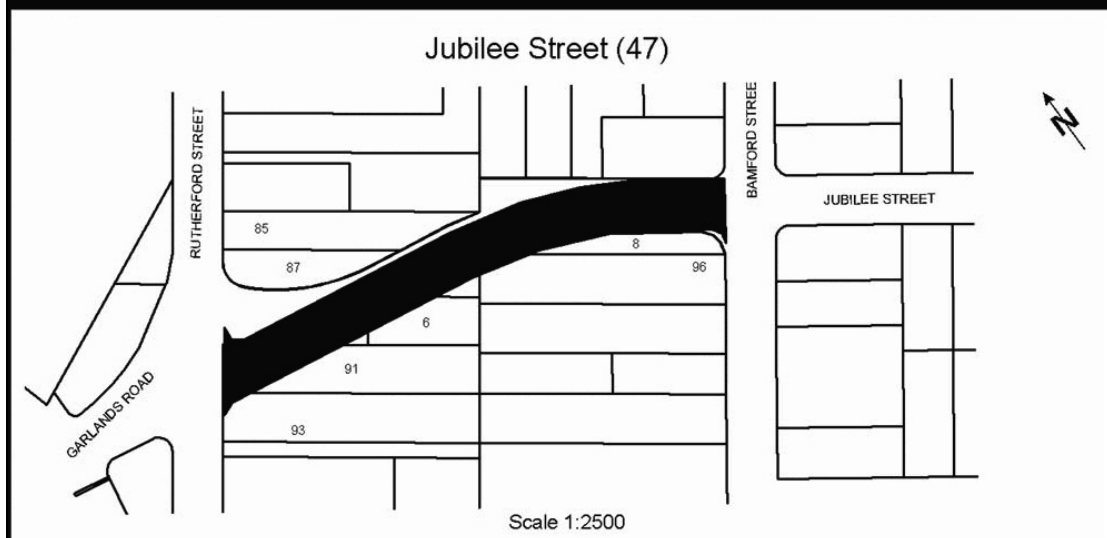 Jubilee Street (47)
N
RUTHERFORD STREET
BAMFORD STREE
JUBILEE STREET
85
87
8
96
6
91
GARLANDS ROAD
93
Scale 1:2500